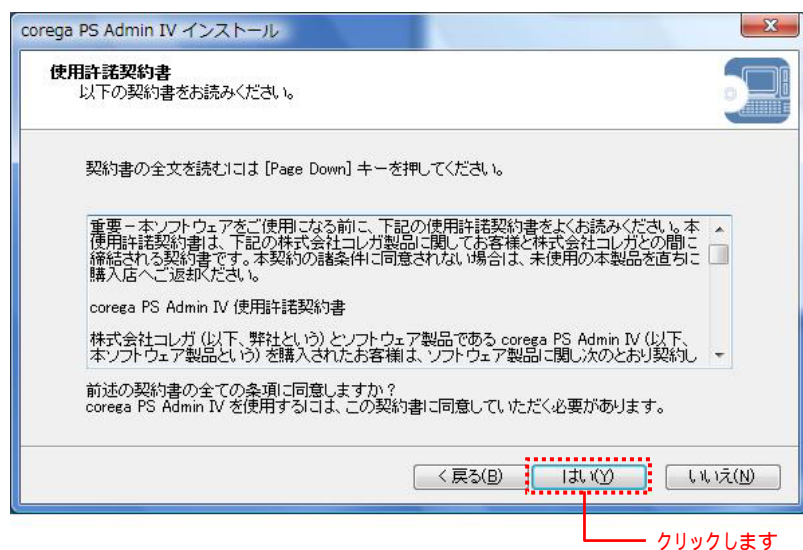 corega PS Admin IV インストール
使用許諾契約書
以下の契約書をお読みください。
契約書の全文を読むには [Page Down] キーを押してください。
重要－本ソフトウェアをご使用になる前に、下記の使用許諾契約書をよくお読みください。本
使用許諾契約書は、下記の株式会社コレガ製品に関してお客様と株式会社コレガとの間に
締結される契約書です。本契約の諸条件に同意されない場合は、未使用の本製品を直ちに
購入店へご返却ください。
corega PS Admin IV 使用許諾契約書
株式会社コレガ (以下、弊社という) とソフトウェア製品である corega PS Admin IV (以下、
本ソフトウェア製品という) を購入されたお客様は、ソフトウェア製品に関し次のとおり契約し
前述の契約書の全ての条項に同意しますか？
corega PS Admin IV を使用するには、この契約書に同意していただく必要があります。
< 戻る(B)
はい(Y)
いいえ(N)
クリックします